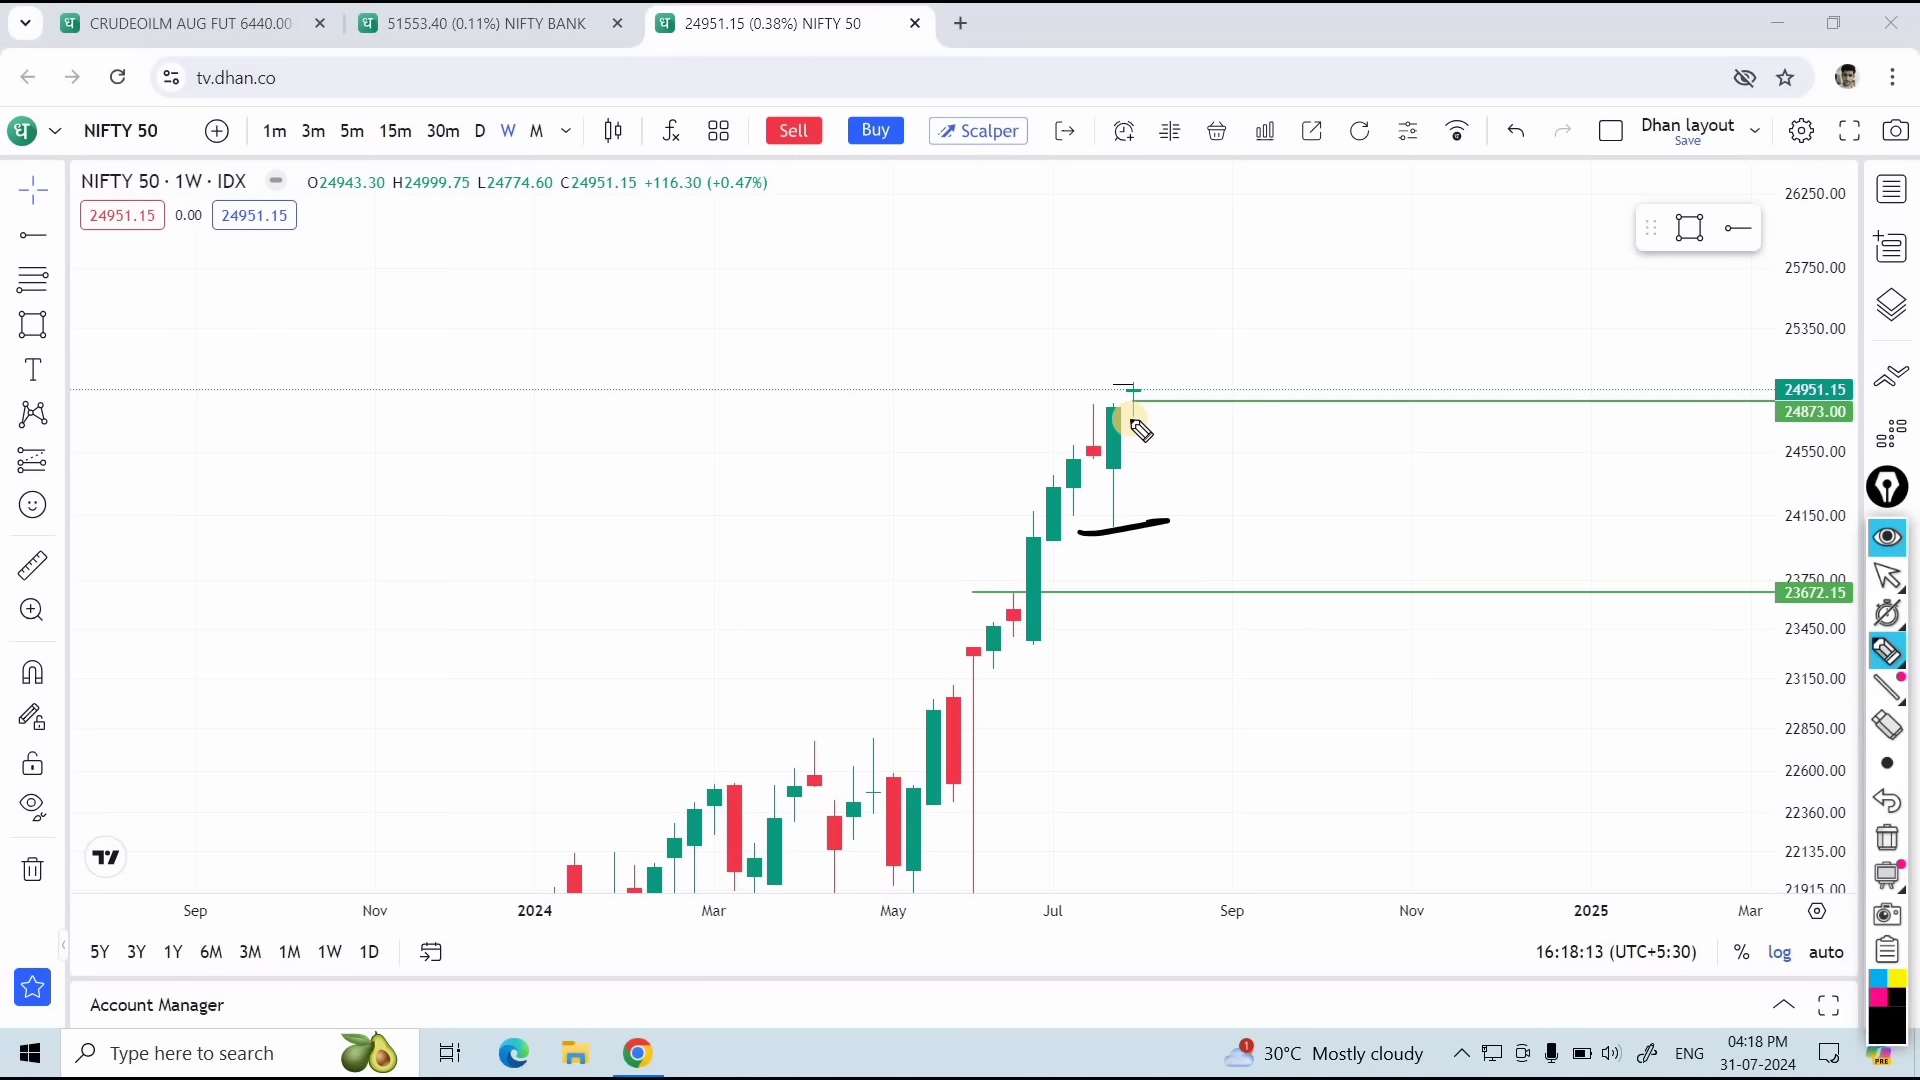 CRUDEOILM AUG FUT 6440.00
51553.40 (0.11%) NIFTY BANK
24951.15 (0.38%) NIFTY 50
tv.dhan.co
ध NIFTY 50 1m 3m 5m 15m 30m D W M Sell Buy Scalper Dhan layout
Save
NIFTY 50 · 1W · IDX O24943.30 H24999.75 L24774.60 C24951.15 +116.30 (+0.47%)
24951.15 0.00 24951.15
26250.00
25750.00
25350.00
24951.15
24873.00
24550.00
24150.00
23750.00
23672.15
23450.00
23150.00
22850.00
22600.00
22360.00
22135.00
21915.00
Sep Nov 2024 Mar May Jul Sep Nov 2025 Mar
5Y 3Y 1Y 6M 3M 1M 1W 1D 16:18:13 (UTC+5:30) % log auto
Account Manager
Type here to search
1 30°C Mostly cloudy ENG
04:18 PM
31-07-2024
PRE